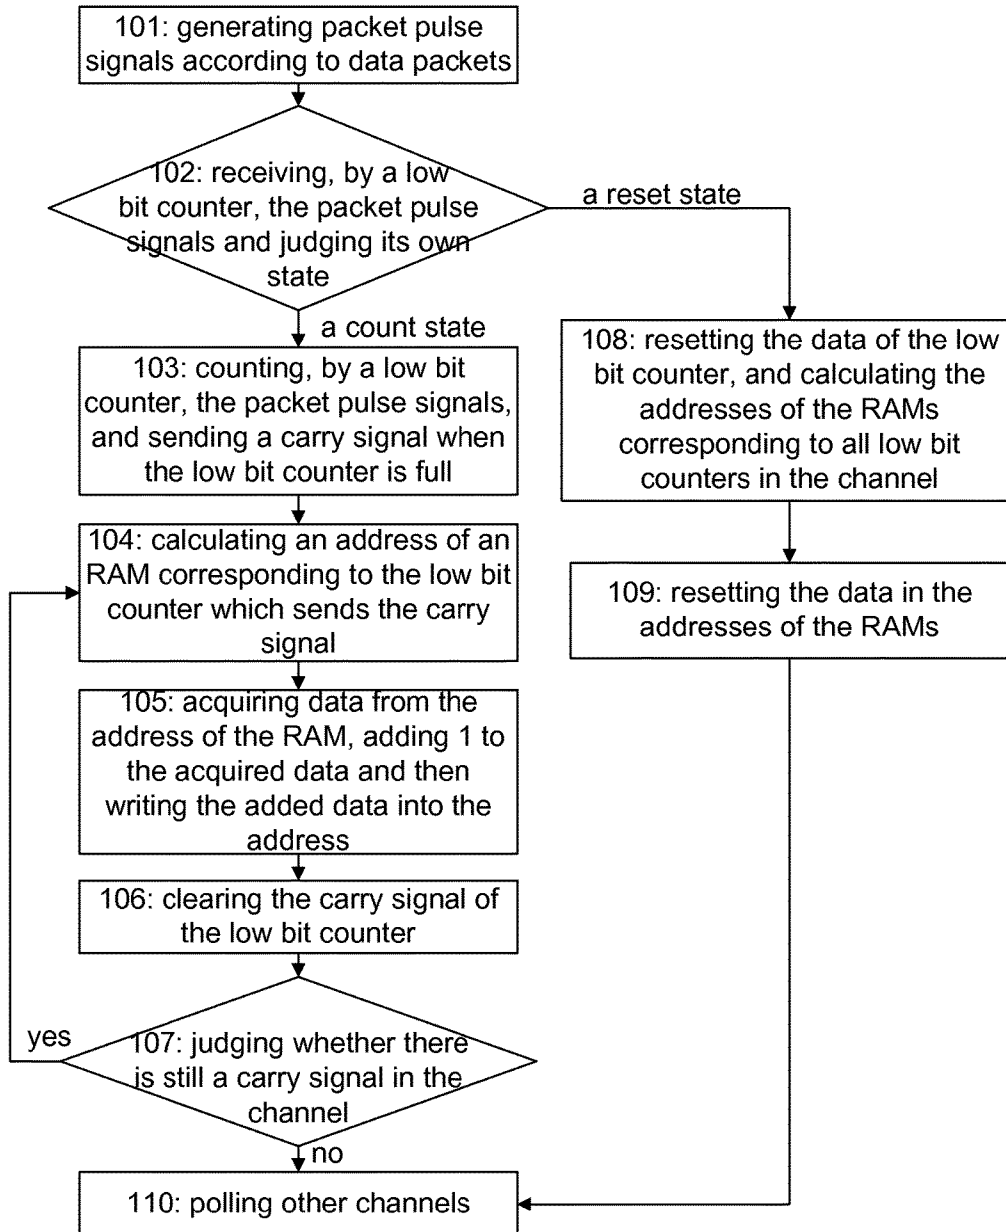 101: generating packet pulse
signals according to data packets
102: receiving, by a low
bit counter, the packet pulse
signals and judging its own
state
a reset state
a count state
103: counting, by a low bit
counter, the packet pulse signals,
and sending a carry signal when
the low bit counter is full
108: resetting the data of the low
bit counter, and calculating the
addresses of the RAMs
corresponding to all low bit
counters in the channel
104: calculating an address of an
RAM corresponding to the low bit
counter which sends the carry
signal
109: resetting the data in the
addresses of the RAMs
105: acquiring data from the
address of the RAM, adding 1 to
the acquired data and then
writing the added data into the
address
106: clearing the carry signal of
the low bit counter
yes
107: judging whether there
is still a carry signal in the
channel
no
110: polling other channels